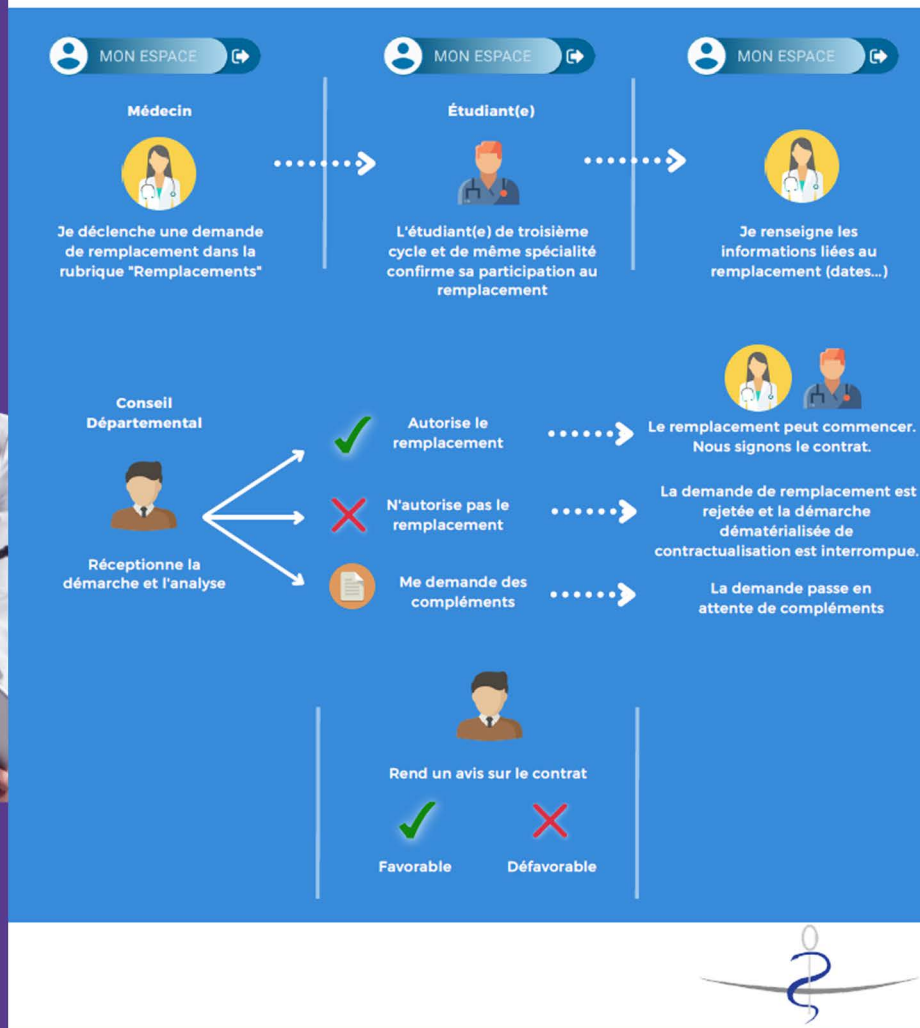 MON ESPACE
MON ESPACE
MON ESPACE
Médecin
Je déclenche une demande
de remplacement dans la
rubrique "Remplacements"
Étudiant(e)
L'étudiant(e) de troisième
cycle et de même spécialité
confirme sa participation au
remplacement
Je renseigne les
informations liées au
remplacement (dates...)
Conseil
Départemental
Réceptionne la
démarche et l'analyse
Autorise le
remplacement
Le remplacement peut commencer.
Nous signons le contrat.
N'autorise pas le
remplacement
La demande de remplacement est
rejetée et la démarche
dématérialisée de
contractualisation est interrompue.
Me demande des
compléments
La demande passe en
attente de compléments
Rend un avis sur le contrat
Favorable
Défavorable